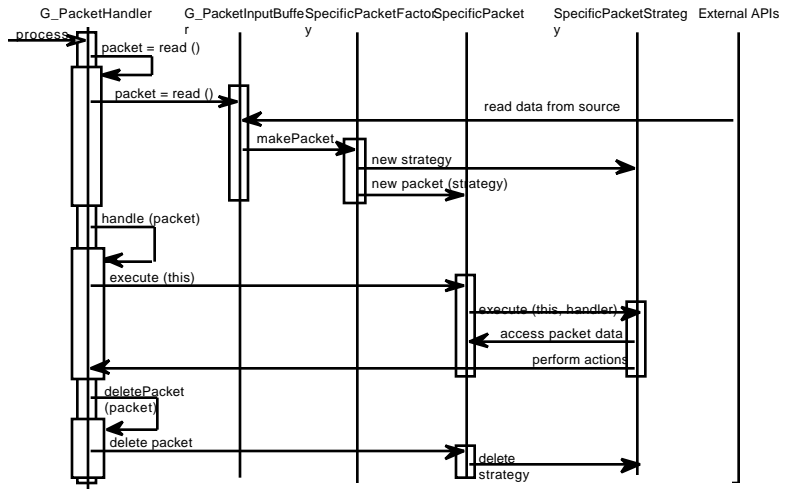 G_PacketHandler
G_PacketInputBuffe
r
SpecificPacketFactor
y
SpecificPacket
SpecificPacketStrateg
y
External APIs
process
packet = read ()
packet = read ()
read data from source
makePacket
new strategy
new packet (strategy)
handle (packet)
execute (this)
execute (this, handler)
access packet data
perform actions
deletePacket
(packet)
delete packet
delete
strategy